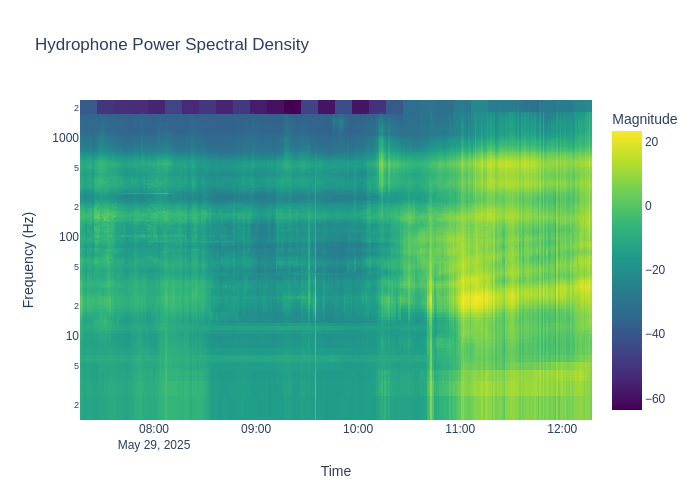 Hydrophone Power Spectral Density
Magnitude
20
0
−20
−40
−60
Frequency (Hz)
2
1000
5
2
100
5
2
10
5
2
08:00 09:00 10:00 11:00 12:00
May 29, 2025
Time